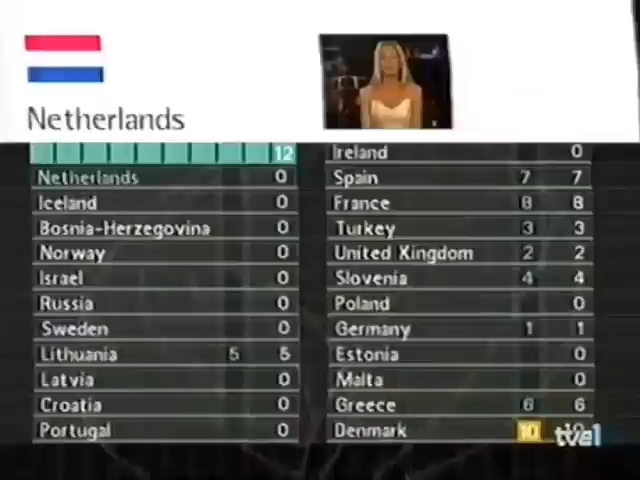 Netherlands
12
Netherlands 0
Iceland 0
Bosnia-Herzegovina 0
Norway 0
Israel 0
Russia 0
Sweden 0
Lithuania 5 5
Latvia 0
Croatia 0
Portugal 0
Ireland 0
Spain 7 7
France 8 8
Turkey 3 3
United Kingdom 2 2
Slovenia 4 4
Poland 0
Germany 1 1
Estonia 0
Malta 0
Greece 6 6
Denmark 10 10
tve1